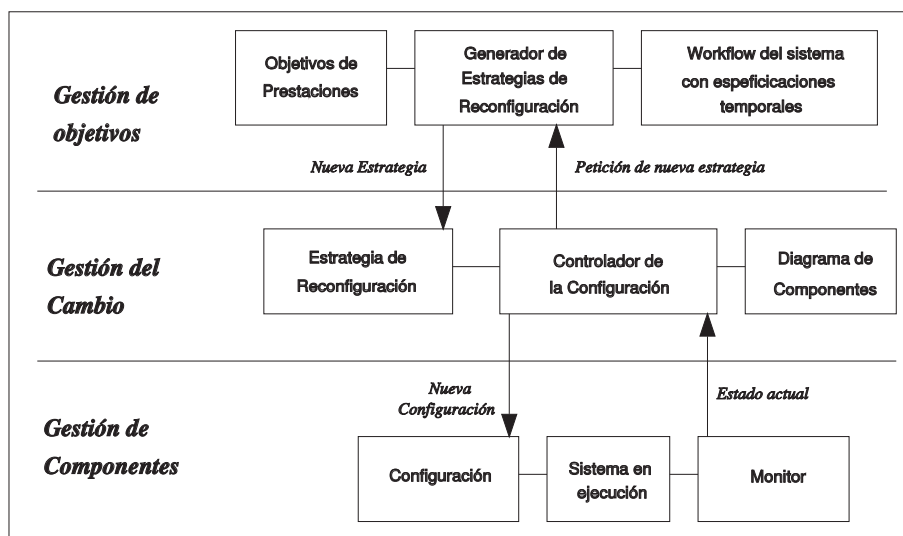 Gestión de
objetivos
Objetivos de
Prestaciones
Generador de
Estrategias de
Reconfiguración
Workflow del sistema
con espeficicaciones
temporales
Nueva Estrategia
Petición de nueva estrategia
Gestión del
Cambio
Estrategia de
Reconfiguración
Controlador de
la Configuración
Diagrama de
Componentes
Nueva
Configuración
Estado actual
Gestión de
Componentes
Configuración
Sistema en
ejecución
Monitor